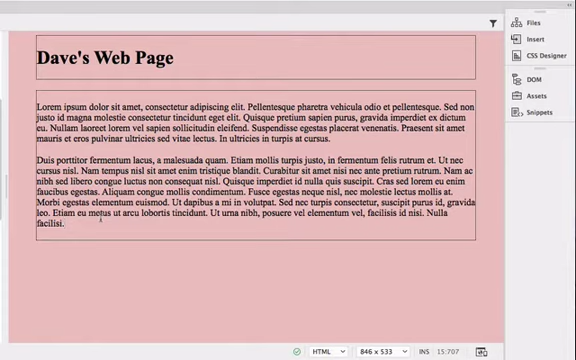 Files
Insert
CSS Designer
DOM
Assets
Snippets
Dave's Web Page
Lorem ipsum dolor sit amet, consectetur adipiscing elit. Pellentesque pharetra vehicula odio et pellentesque. Sed non
justo id magna molestie consectetur tincidunt eget elit. Quisque pretium sapien purus, gravida imperdiet ex dictum
eu. Nullam laoreet lorem vel sapien sollicitudin eleifend. Suspendisse egestas placerat venenatis. Praesent sit amet
mauris et eros pulvinar ultricies sed vitae lectus. In ultricies in turpis at cursus.
Duis porttitor fermentum lacus, a malesuada quam. Etiam mollis turpis justo, in fermentum felis rutrum et. Ut nec
cursus nisl. Nam tempus nisl sit amet enim tristique blandit. Curabitur sit amet nisi nec ante pretium rutrum. Nam ac
nibh sed libero congue luctus non consequat nisl. Quisque imperdiet id nulla quis suscipit. Cras sed lorem eu enim
faucibus egestas. Aliquam congue mollis condimentum. Fusce egestas neque nisl, nec molestie lectus mollis at.
Morbi egestas elementum euismod. Ut dapibus a mi in volutpat. Sed nec turpis consectetur, suscipit purus id, gravida
leo. Etiam eu metus ut arcu lobortis tincidunt. Ut urna nibh, posuere vel elementum vel, facilisis id nisi. Nulla
facilisi.
HTML
846 x 533
INS
15:707